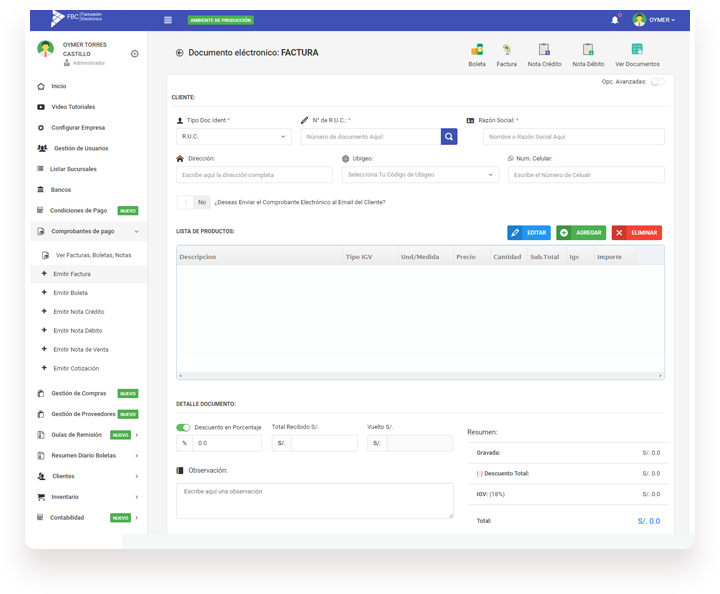 FBC Facturación Electrónica
AMBIENTE DE PRODUCCIÓN
OYMER
OYMER TORRES CASTILLO
Administrador
Inicio
Video Tutoriales
Configurar Empresa
Gestión de Usuarios
Listar Sucursales
Bancos
Condiciones de Pago NUEVO
Comprobantes de pago
Ver Facturas, Boletas, Notas
Emitir Factura
Emitir Boleta
Emitir Nota Crédito
Emitir Nota Débito
Emitir Nota de Venta
Emitir Cotización
Gestión de Compras NUEVO
Gestión de Proveedores NUEVO
Guías de Remisión NUEVO
Resumen Diario Boletas
Clientes
Inventario
Contabilidad NUEVO
Documento eléctronico: FACTURA
Boleta Factura Nota Crédito Nota Débito Ver Documentos
Opc. Avanzadas:
CLIENTE:
Tipo Doc.Ident.* N° de R.U.C.: * Razón Social: *
R.U.C. Número de documento Aquí! Nombre o Razón Social Aquí
Dirección: Ubigeo: Num. Celular:
Escribe aquí la dirección completa Selecciona Tu Código de Ubigeo Escribe el Número de Celualr
No ¿Deseas Enviar el Comprobante Electrónico al Email del Cliente?
LISTA DE PRODUCTOS: EDITAR AGREGAR ELIMINAR
Descripcion Tipo IGV Und/Medida Precio Cantidad Sub.Total Igv Importe
DETALLE DOCUMENTO:
Descuento en Porcentaje Total Recibido S/. Vuelto S/.
% 0.0 S/. S/.
Observación:
Escribe aquí una observación
Resumen:
Gravada: S/. 0.0
(-) Descuento Total: S/. 0.0
IGV: (18%) S/. 0.0
Total: S/. 0.0